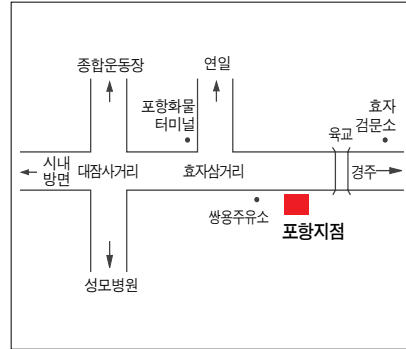 종합운동장
연일
포항화물
터미널
효자
검문소
육교
시내
방면
대잠사거리
효자삼거리
경주
쌍용주유소
포항지점
성모병원